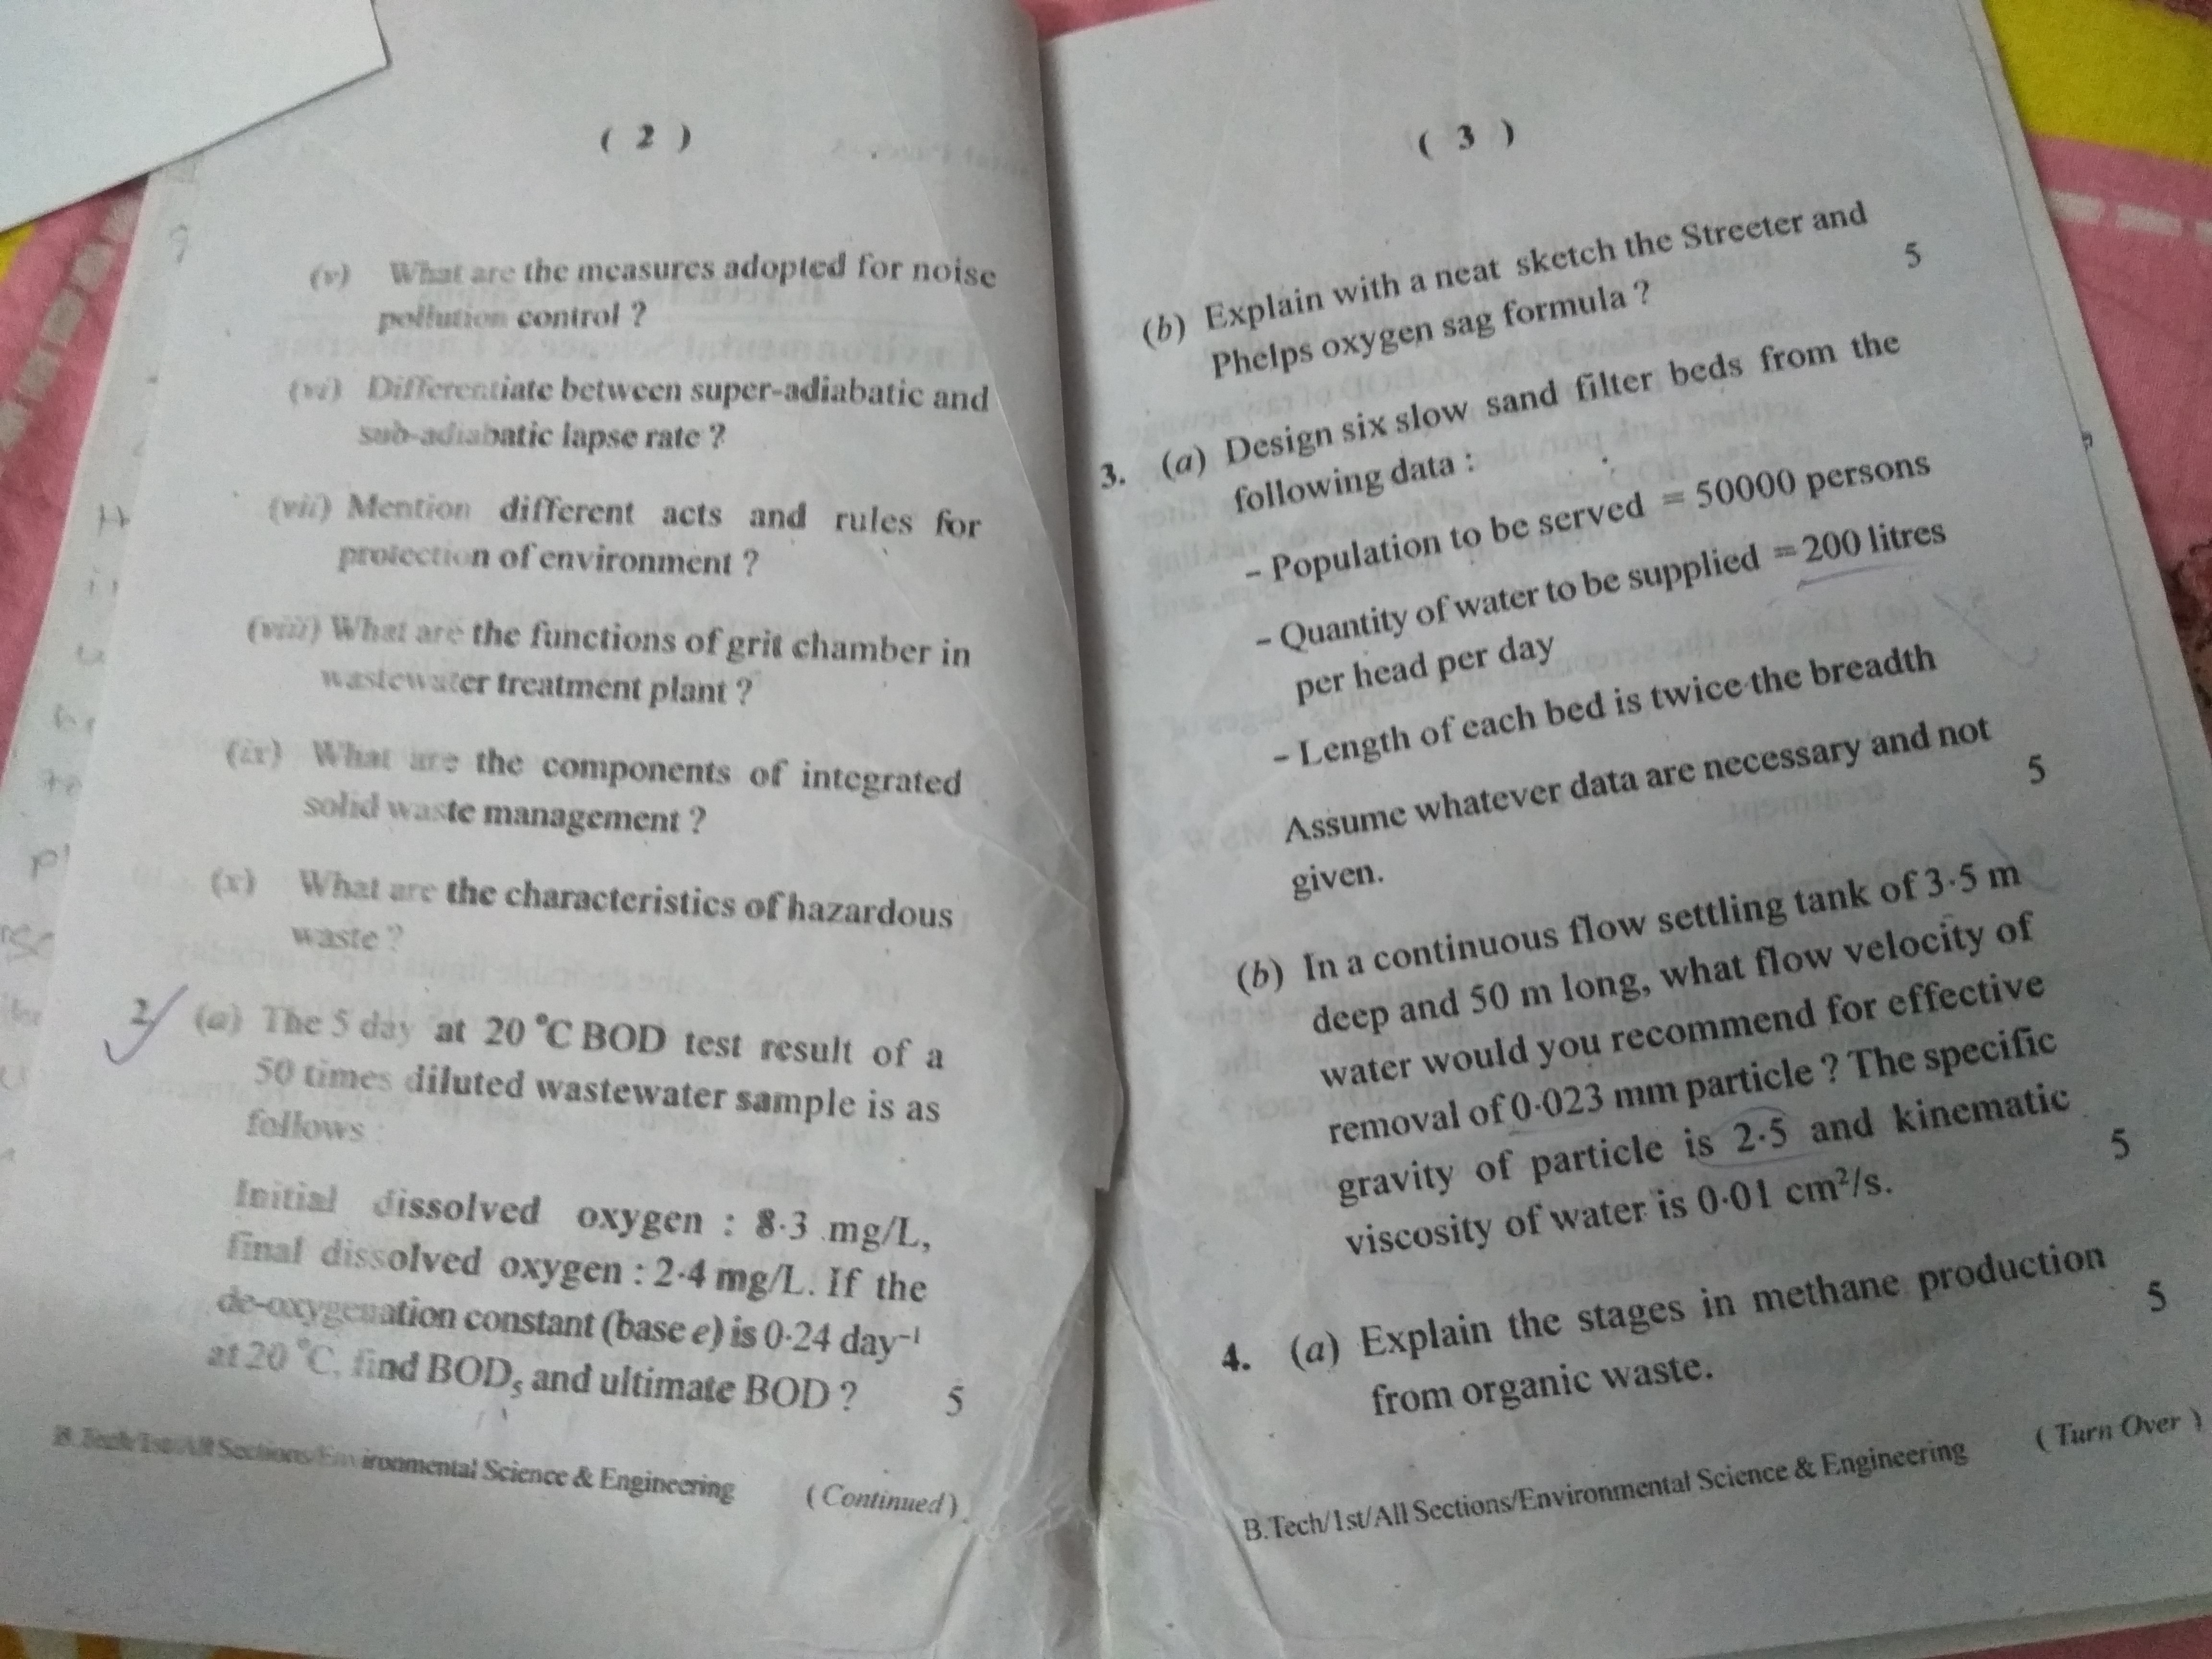 ( 2 )
(v) What are the measures adopted for noise
pollution control ?
(vi) Differentiate between super-adiabatic and
sub-adiabatic lapse rate ?
(vii) Mention different acts and rules for
protection of environment ?
(viii) What are the functions of grit chamber in
wastewater treatment plant ?
(ix) What are the components of integrated
solid waste management ?
(x) What are the characteristics of hazardous
waste ?
2. (a) The 5 day at 20 °C BOD test result of a
50 times diluted wastewater sample is as
follows :
Initial dissolved oxygen : 8·3 mg/L,
final dissolved oxygen : 2·4 mg/L. If the
de-oxygenation constant (base e) is 0·24 day⁻¹
at 20 °C, find BOD₅ and ultimate BOD ? 5
B.Tech/1st/All Sections/Environmental Science & Engineering (Continued)
( 3 )
(b) Explain with a neat sketch the Streeter and
Phelps oxygen sag formula ? 5
3. (a) Design six slow sand filter beds from the
following data :
– Population to be served = 50000 persons
– Quantity of water to be supplied = 200 litres
per head per day
– Length of each bed is twice the breadth
Assume whatever data are necessary and not
given. 5
(b) In a continuous flow settling tank of 3·5 m
deep and 50 m long, what flow velocity of
water would you recommend for effective
removal of 0·023 mm particle ? The specific
gravity of particle is 2·5 and kinematic
viscosity of water is 0·01 cm²/s. 5
4. (a) Explain the stages in methane production
from organic waste. 5
B.Tech/1st/All Sections/Environmental Science & Engineering (Turn Over)